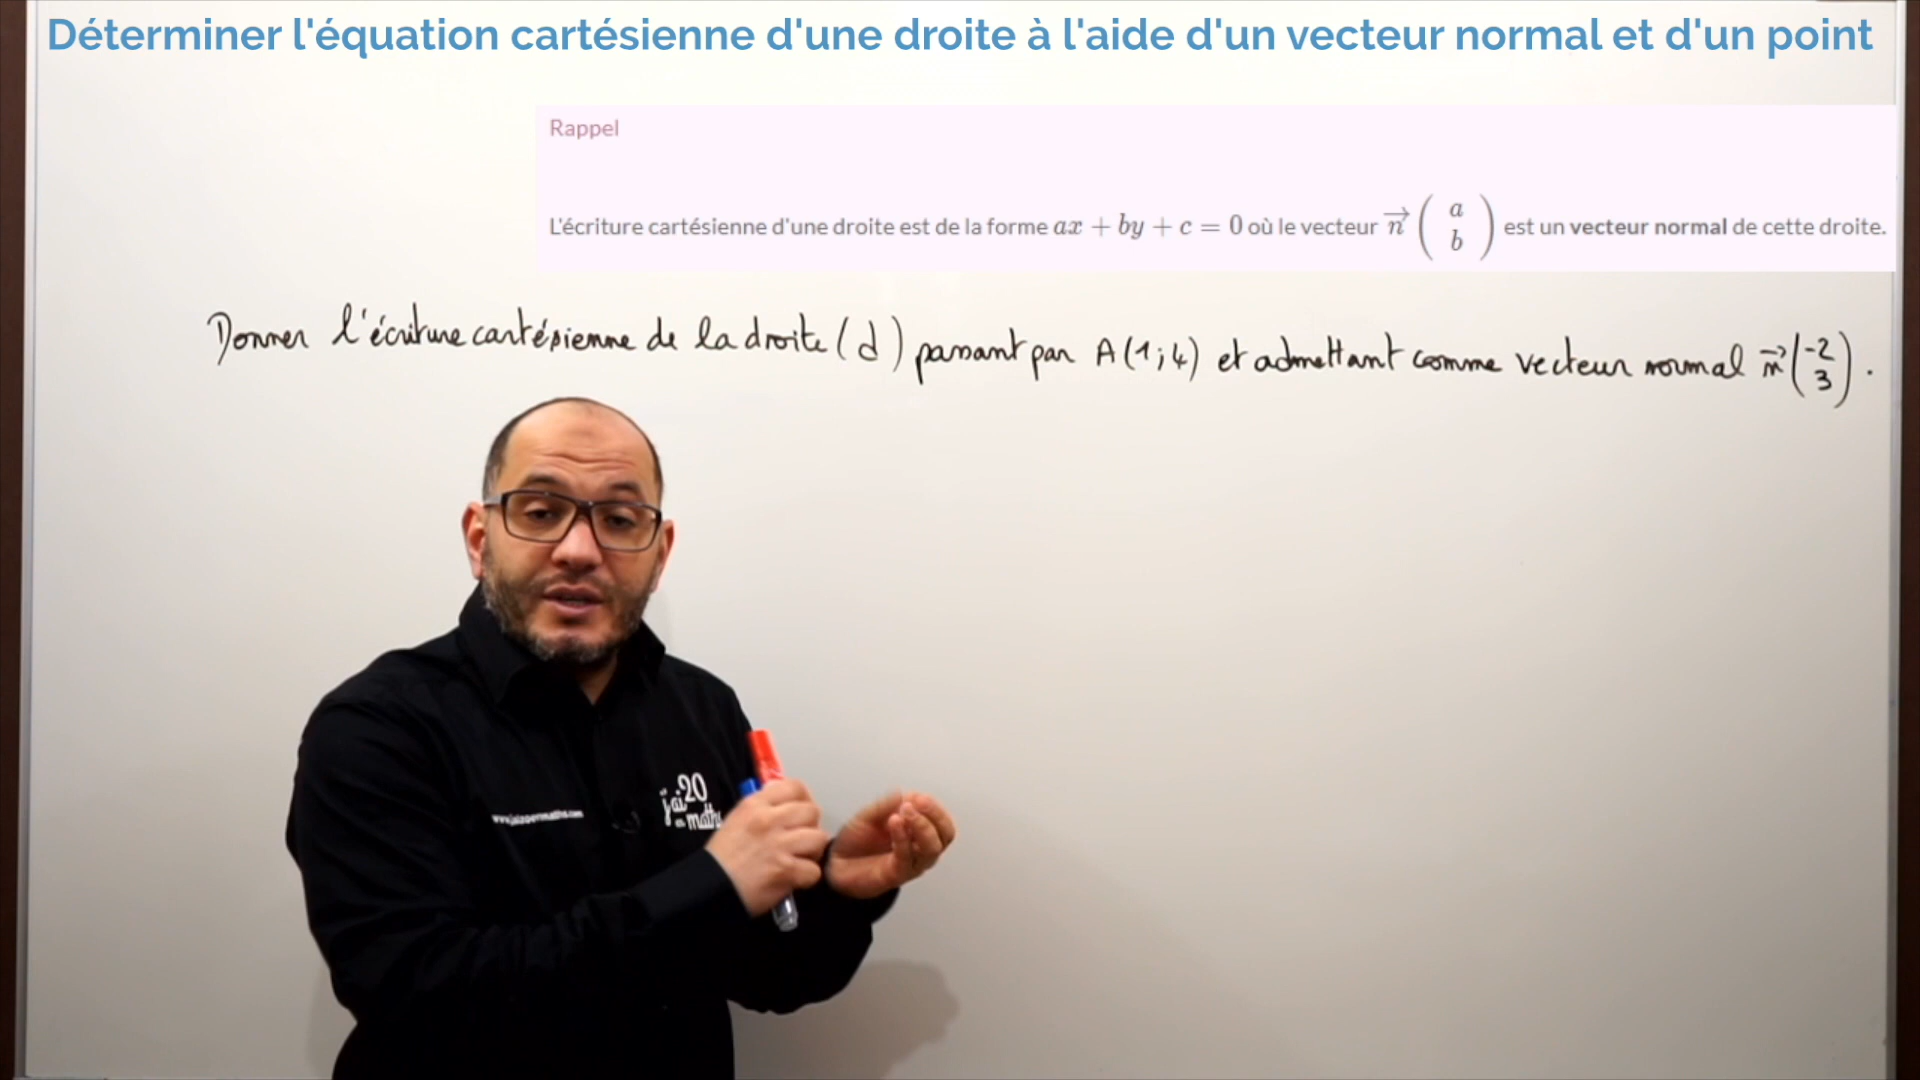 Déterminer l'équation cartésienne d'une droite à l'aide d'un vecteur normal et d'un point
Rappel
L'écriture cartésienne d'une droite est de la forme ax + by + c = 0 où le vecteur n⃗ (a b) est un vecteur normal de cette droite.
Donner l'écriture cartésienne de la droite (d) passant par A(1;4) et admettant comme vecteur normal n⃗ (-2 3).
j'ai 20
en maths